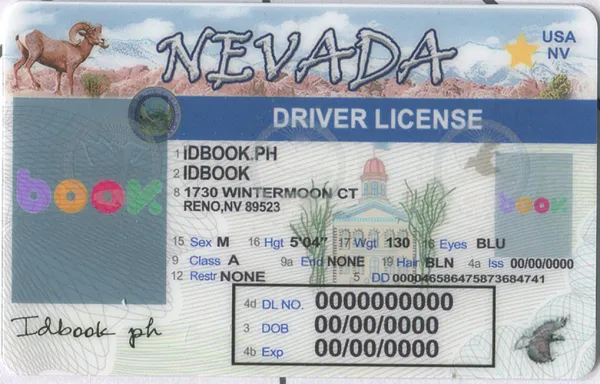 NEVADA
USA
NV
DRIVER LICENSE
1 IDBOOK.PH
2 IDBOOK
8 1730 WINTERMOON CT
RENO,NV 89523
book
book
15 Sex M 16 Hgt 5'04" 17 Wgt 130 18 Eyes BLU
9 Class A 9a End NONE 19 Hair BLN 4a Iss 00/00/0000
12 Restr NONE 5 DD 000046586475873684741
4d DL NO. 0000000000
3 DOB 00/00/0000
4b Exp 00/00/0000
Idbook ph